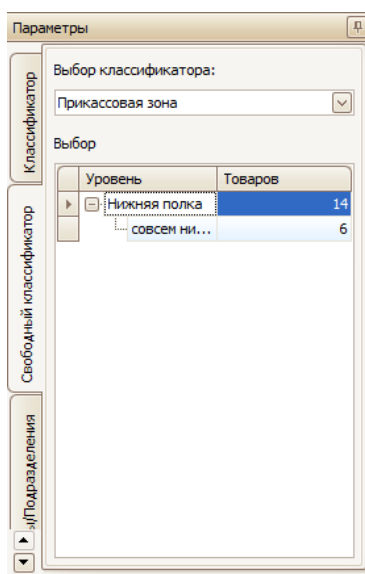 Параметры
Классификатор
Свободный классификатор
ы/Подразделения
Выбор классификатора:
Прикассовая зона
Выбор
Уровень Товаров
Нижняя полка 14
совсем ни... 6